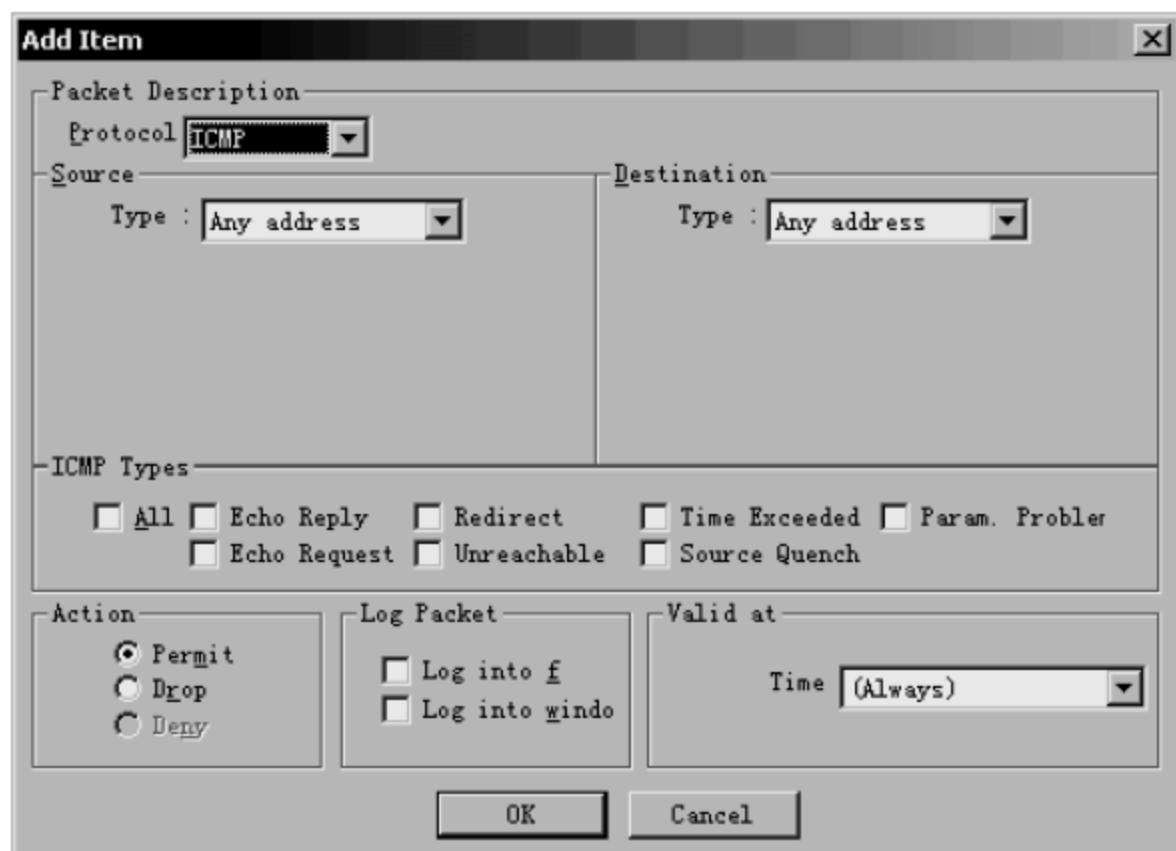 Add Item
Packet Description
Protocol ICMP
Source Destination
Type : Any address Type : Any address
ICMP Types
All Echo Reply Redirect Time Exceeded Param. Probler
Echo Request Unreachable Source Quench
Action Log Packet Valid at
Permit
Log into f
Time (Always)
Drop
Log into windo
Deny
OK Cancel